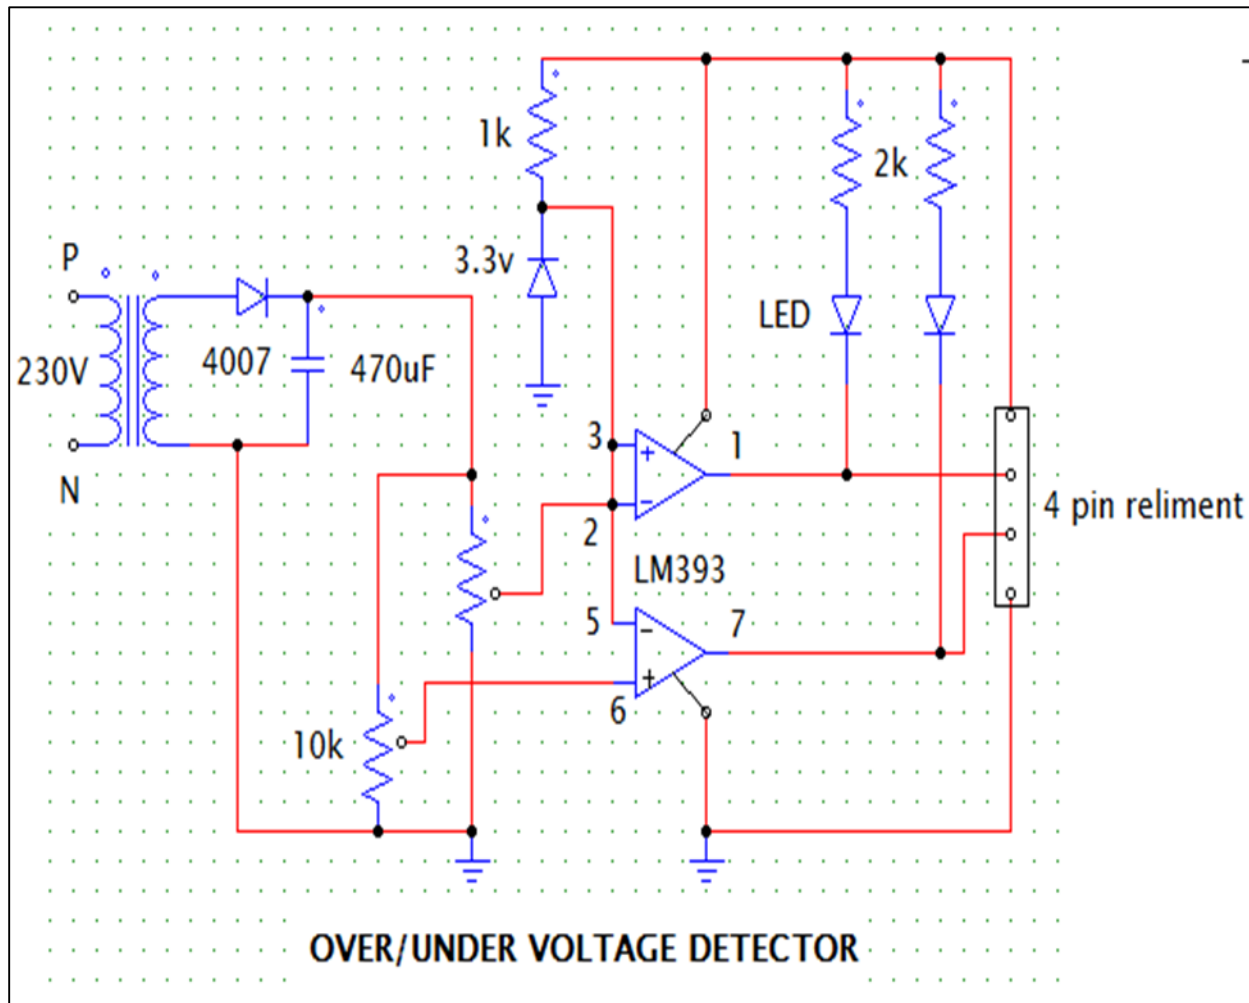 1k
2k
P
3.3v
LED
4007
470uF
230V
3
+
1
−
N
2
4 pin reliment
LM393
5
−
7
+
6
10k
OVER/UNDER VOLTAGE DETECTOR